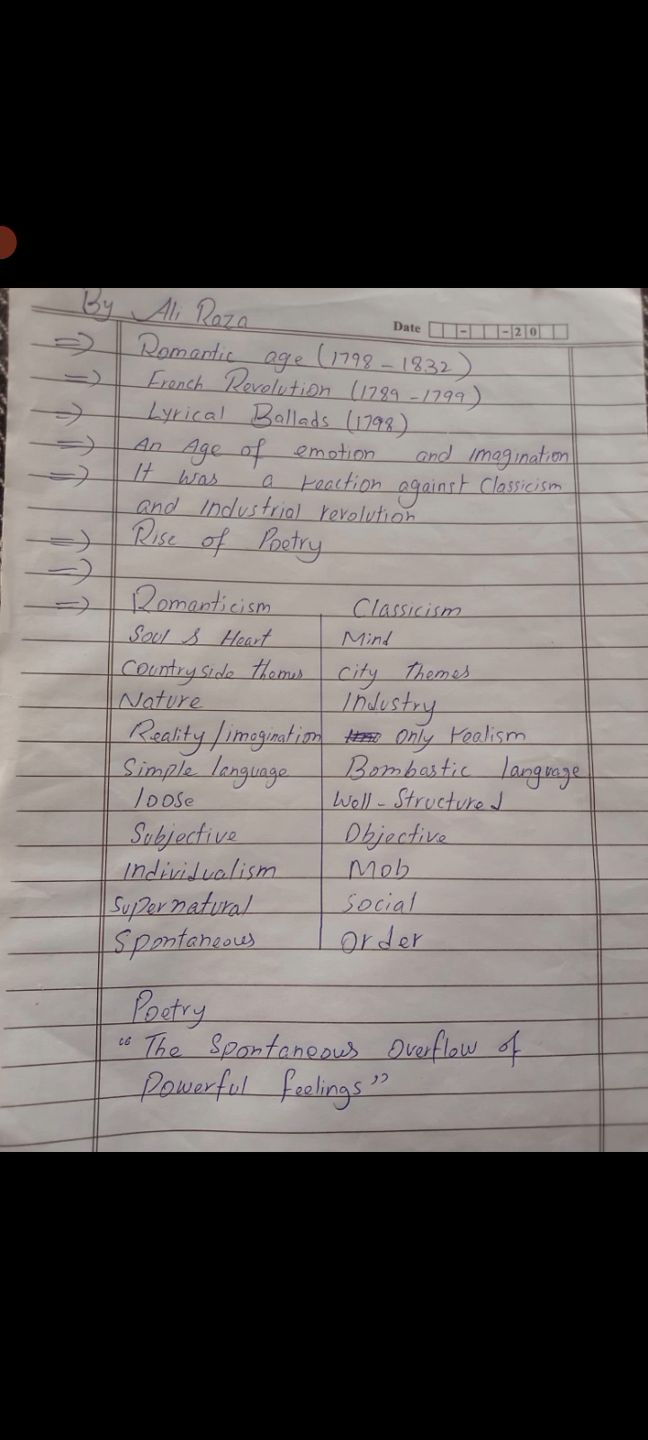 By Ali Raza
Date - -20
⇒ Romantic age (1798-1832)
⇒ French Revolution (1789-1799)
⇒ Lyrical Ballads (1798)
⇒ An Age of emotion and imagination
⇒ It was a reaction against Classicism
and Industrial revolution
⇒ Rise of Poetry
⇒
⇒ Romanticism Classicism
Soul & Heart Mind
Countryside themes City Themes
Nature Industry
Reality/imagination Only realism
Simple language Bombastic language
loose Well-Structured
Subjective Objective
Individualism Mob
Supernatural Social
Spontaneous Order
Poetry
"The Spontaneous Overflow of
Powerful feelings"